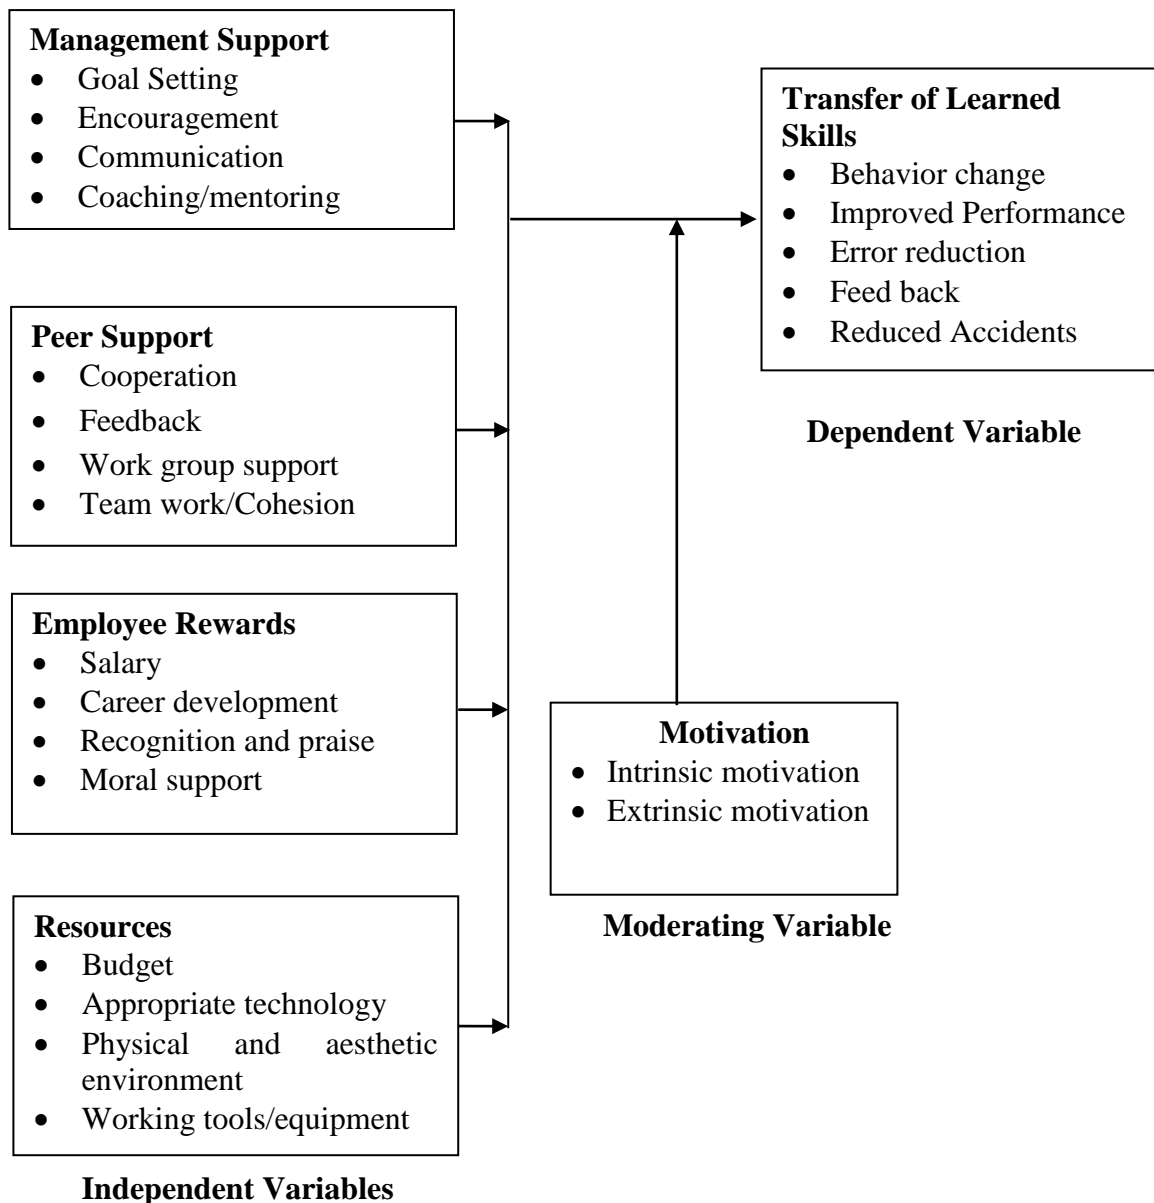 Management Support
• Goal Setting
• Encouragement
• Communication
• Coaching/mentoring
Peer Support
• Cooperation
• Feedback
• Work group support
• Team work/Cohesion
Employee Rewards
• Salary
• Career development
• Recognition and praise
• Moral support
Resources
• Budget
• Appropriate technology
• Physical and aesthetic
environment
• Working tools/equipment
Independent Variables
Transfer of Learned
Skills
• Behavior change
• Improved Performance
• Error reduction
• Feed back
• Reduced Accidents
Dependent Variable
Motivation
• Intrinsic motivation
• Extrinsic motivation
Moderating Variable